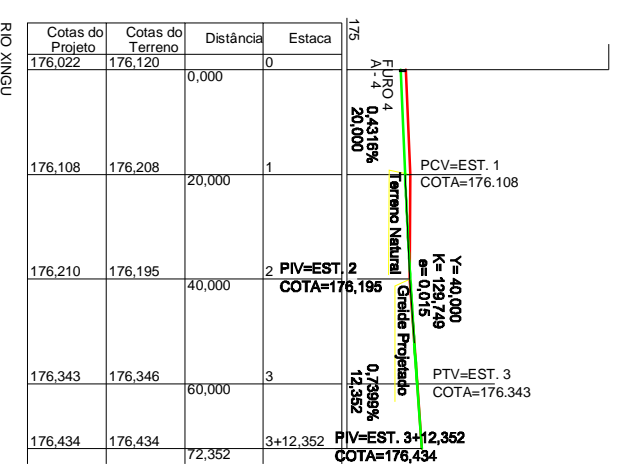 RIO XINGU
Cotas do Projeto
Cotas do Terreno
Distância
Estaca
176,022 176,120 0,000 0
176,108 176,208 20,000 1
176,210 176,195 40,000 2
176,343 176,346 60,000 3
176,434 176,434 72,352 3+12,352
175
FURO 4
A - 4
0,4316%
20,000
Terreno Natural
PCV=EST. 1
COTA=176.108
PIV=EST. 2
COTA=176,195
Y= 40,000
K= 129,749
e= 0,015
Greide Projetado
0,7399%
12,352
PTV=EST. 3
COTA=176.343
PIV=EST. 3+12,352
COTA=176,434